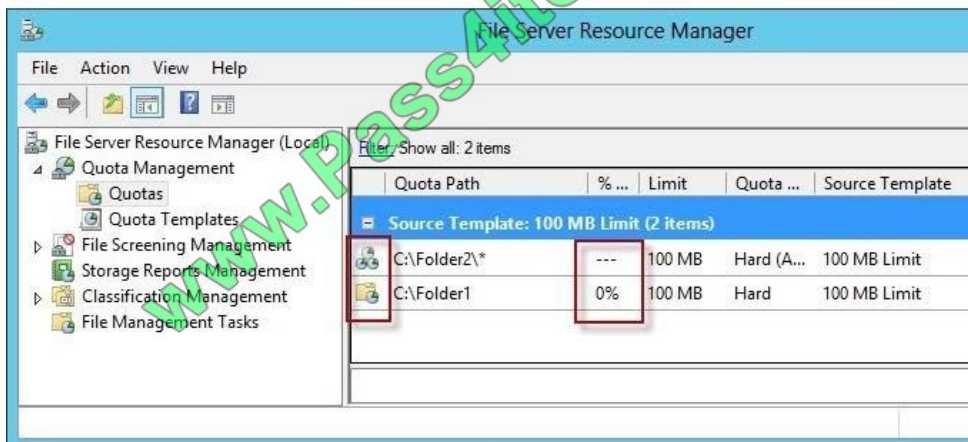 File Server Resource Manager
File Action View Help
File Server Resource Manager (Local)
Quota Management
Quotas
Quota Templates
File Screening Management
Storage Reports Management
Classification Management
File Management Tasks
Filter: Show all: 2 items
Quota Path % ... Limit Quota ... Source Template
Source Template: 100 MB Limit (2 items)
C:\Folder2\* --- 100 MB Hard (A... 100 MB Limit
C:\Folder1 0% 100 MB Hard 100 MB Limit